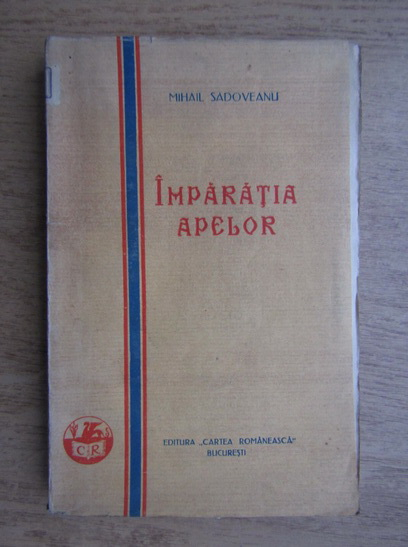 MIHAIL SADOVEANU
ÎMPĂRĂȚIA
APELOR
C R
EDITURA „CARTEA ROMÂNEASCĂ“
BUCUREȘTI